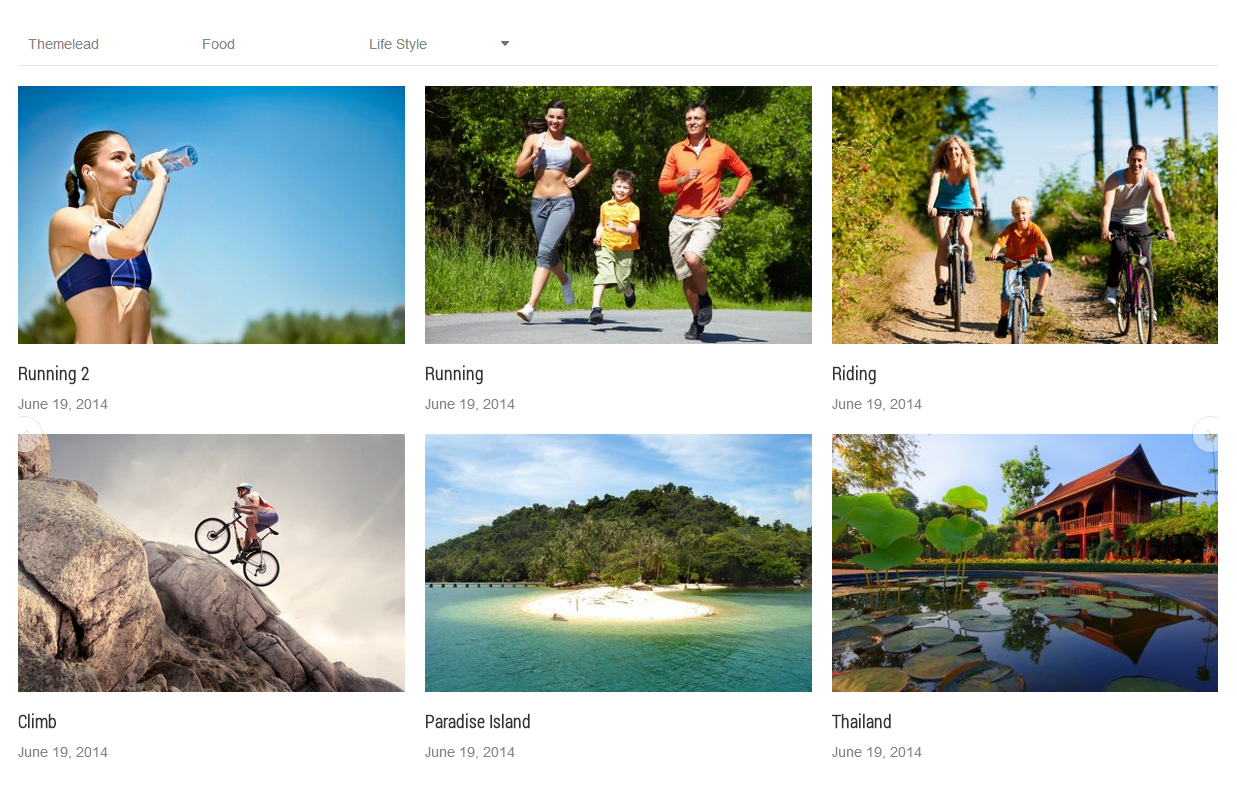 Themelead Food Life Style
Running 2 Running Riding
June 19, 2014 June 19, 2014 June 19, 2014
Climb Paradise Island Thailand
June 19, 2014 June 19, 2014 June 19, 2014